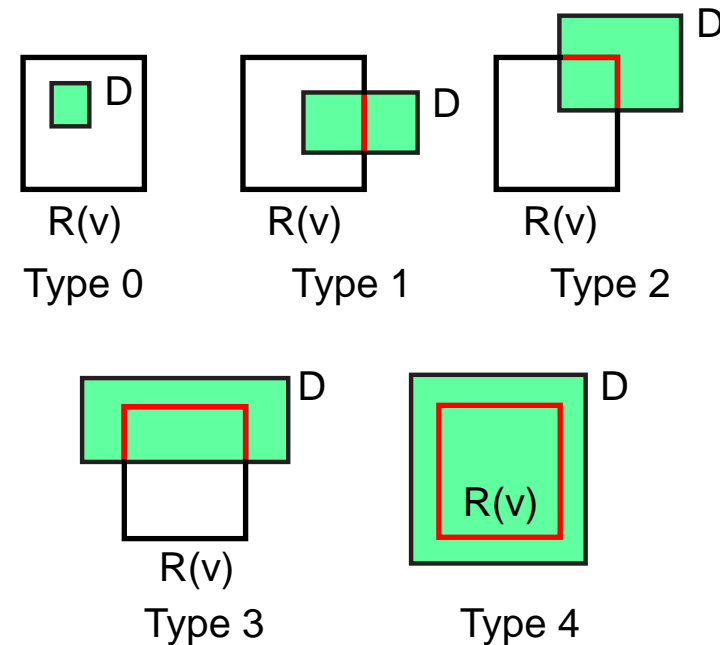 D
D
D
R(v)
R(v)
R(v)
Type 0
Type 1
Type 2
D
D
R(v)
R(v)
Type 3
Type 4